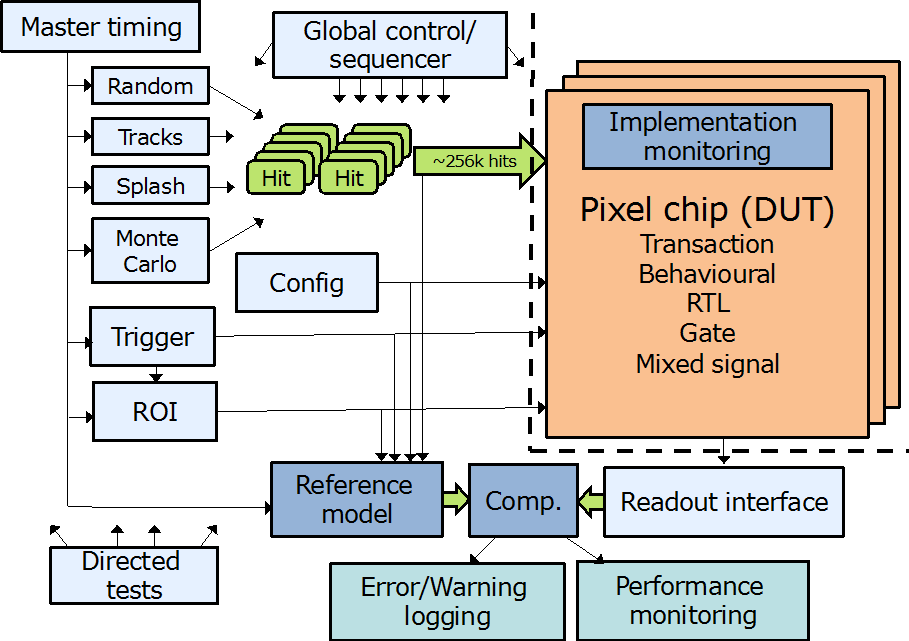 Master timing
Global control/
sequencer
Random
Tracks
Splash
Monte
Carlo
Hit
Hit
~256k hits
Implementation
monitoring
Pixel chip (DUT)
Transaction
Behavioural
RTL
Gate
Mixed signal
Config
Trigger
ROI
Reference
model
Comp.
Readout interface
Directed
tests
Error/Warning
logging
Performance
monitoring